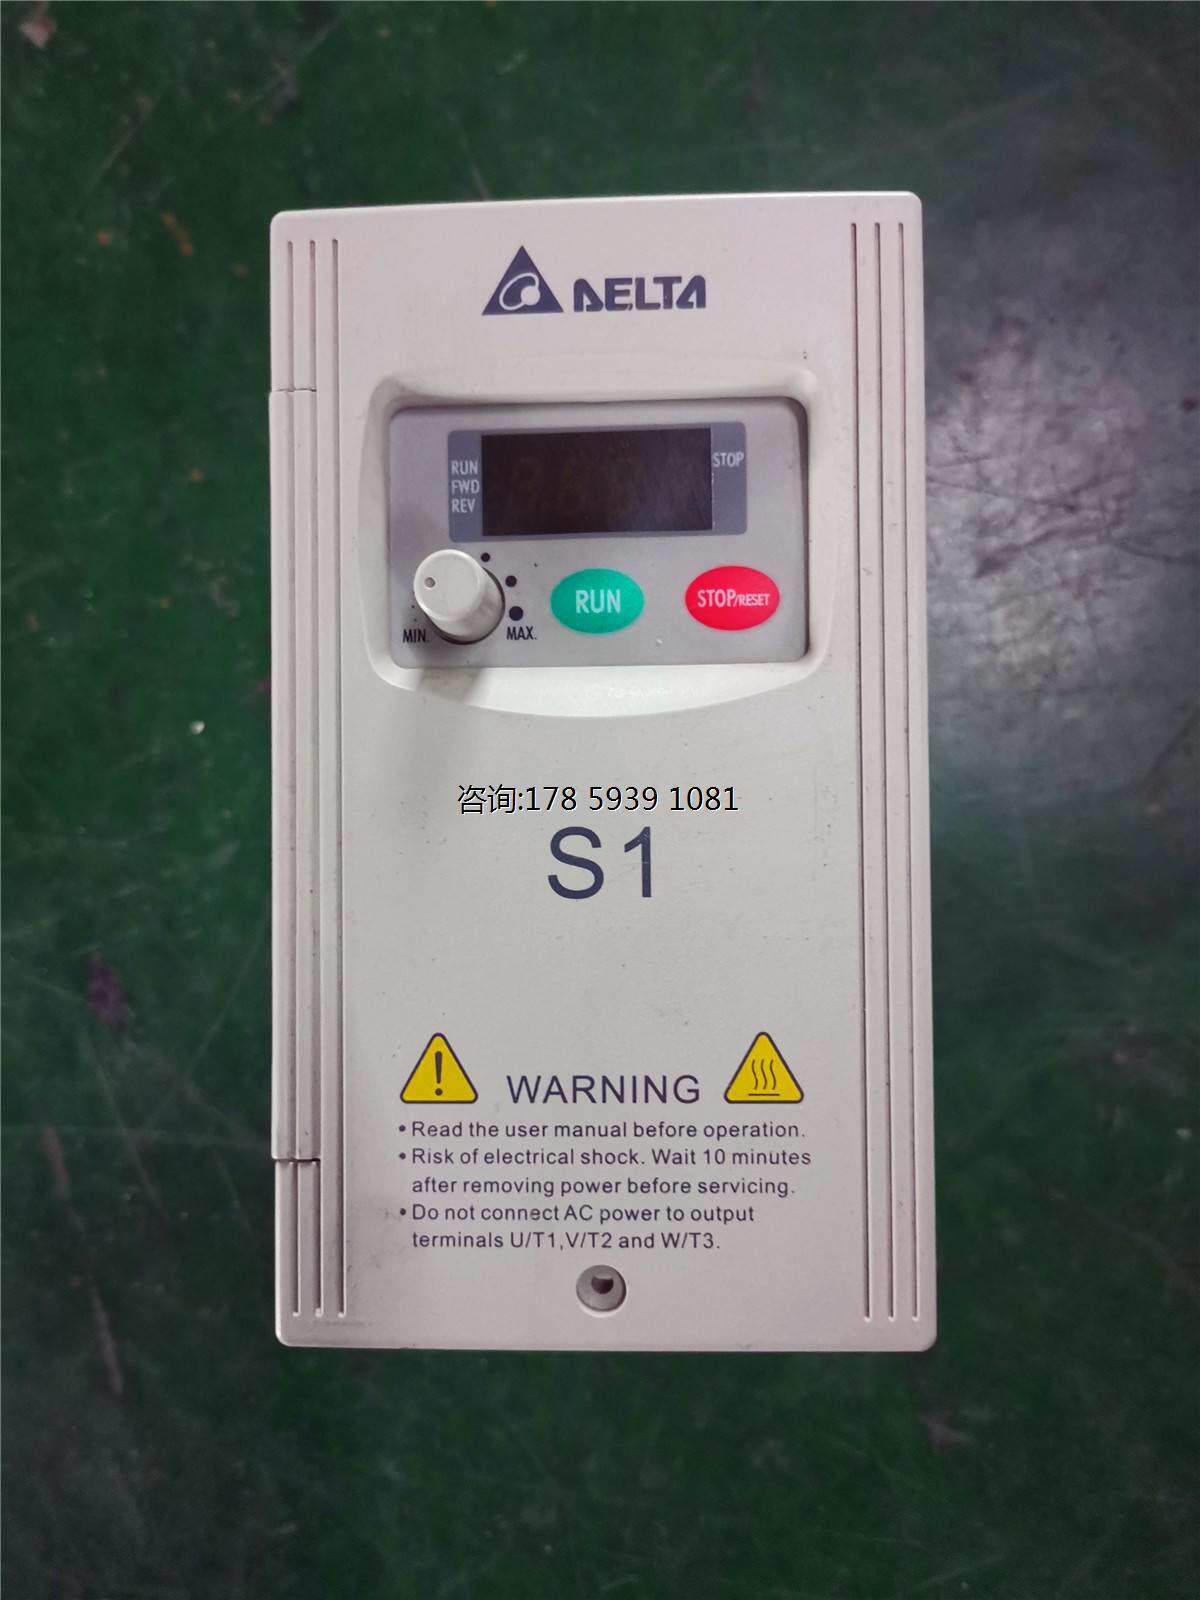 DELTA
RUN
FWD
REV
STOP
MIN.
MAX.
RUN
STOP/RESET
咨询:178 5939 1081
S1
WARNING
• Read the user manual before operation.
• Risk of electrical shock. Wait 10 minutes
after removing power before servicing.
• Do not connect AC power to output
terminals U/T1,V/T2 and W/T3.